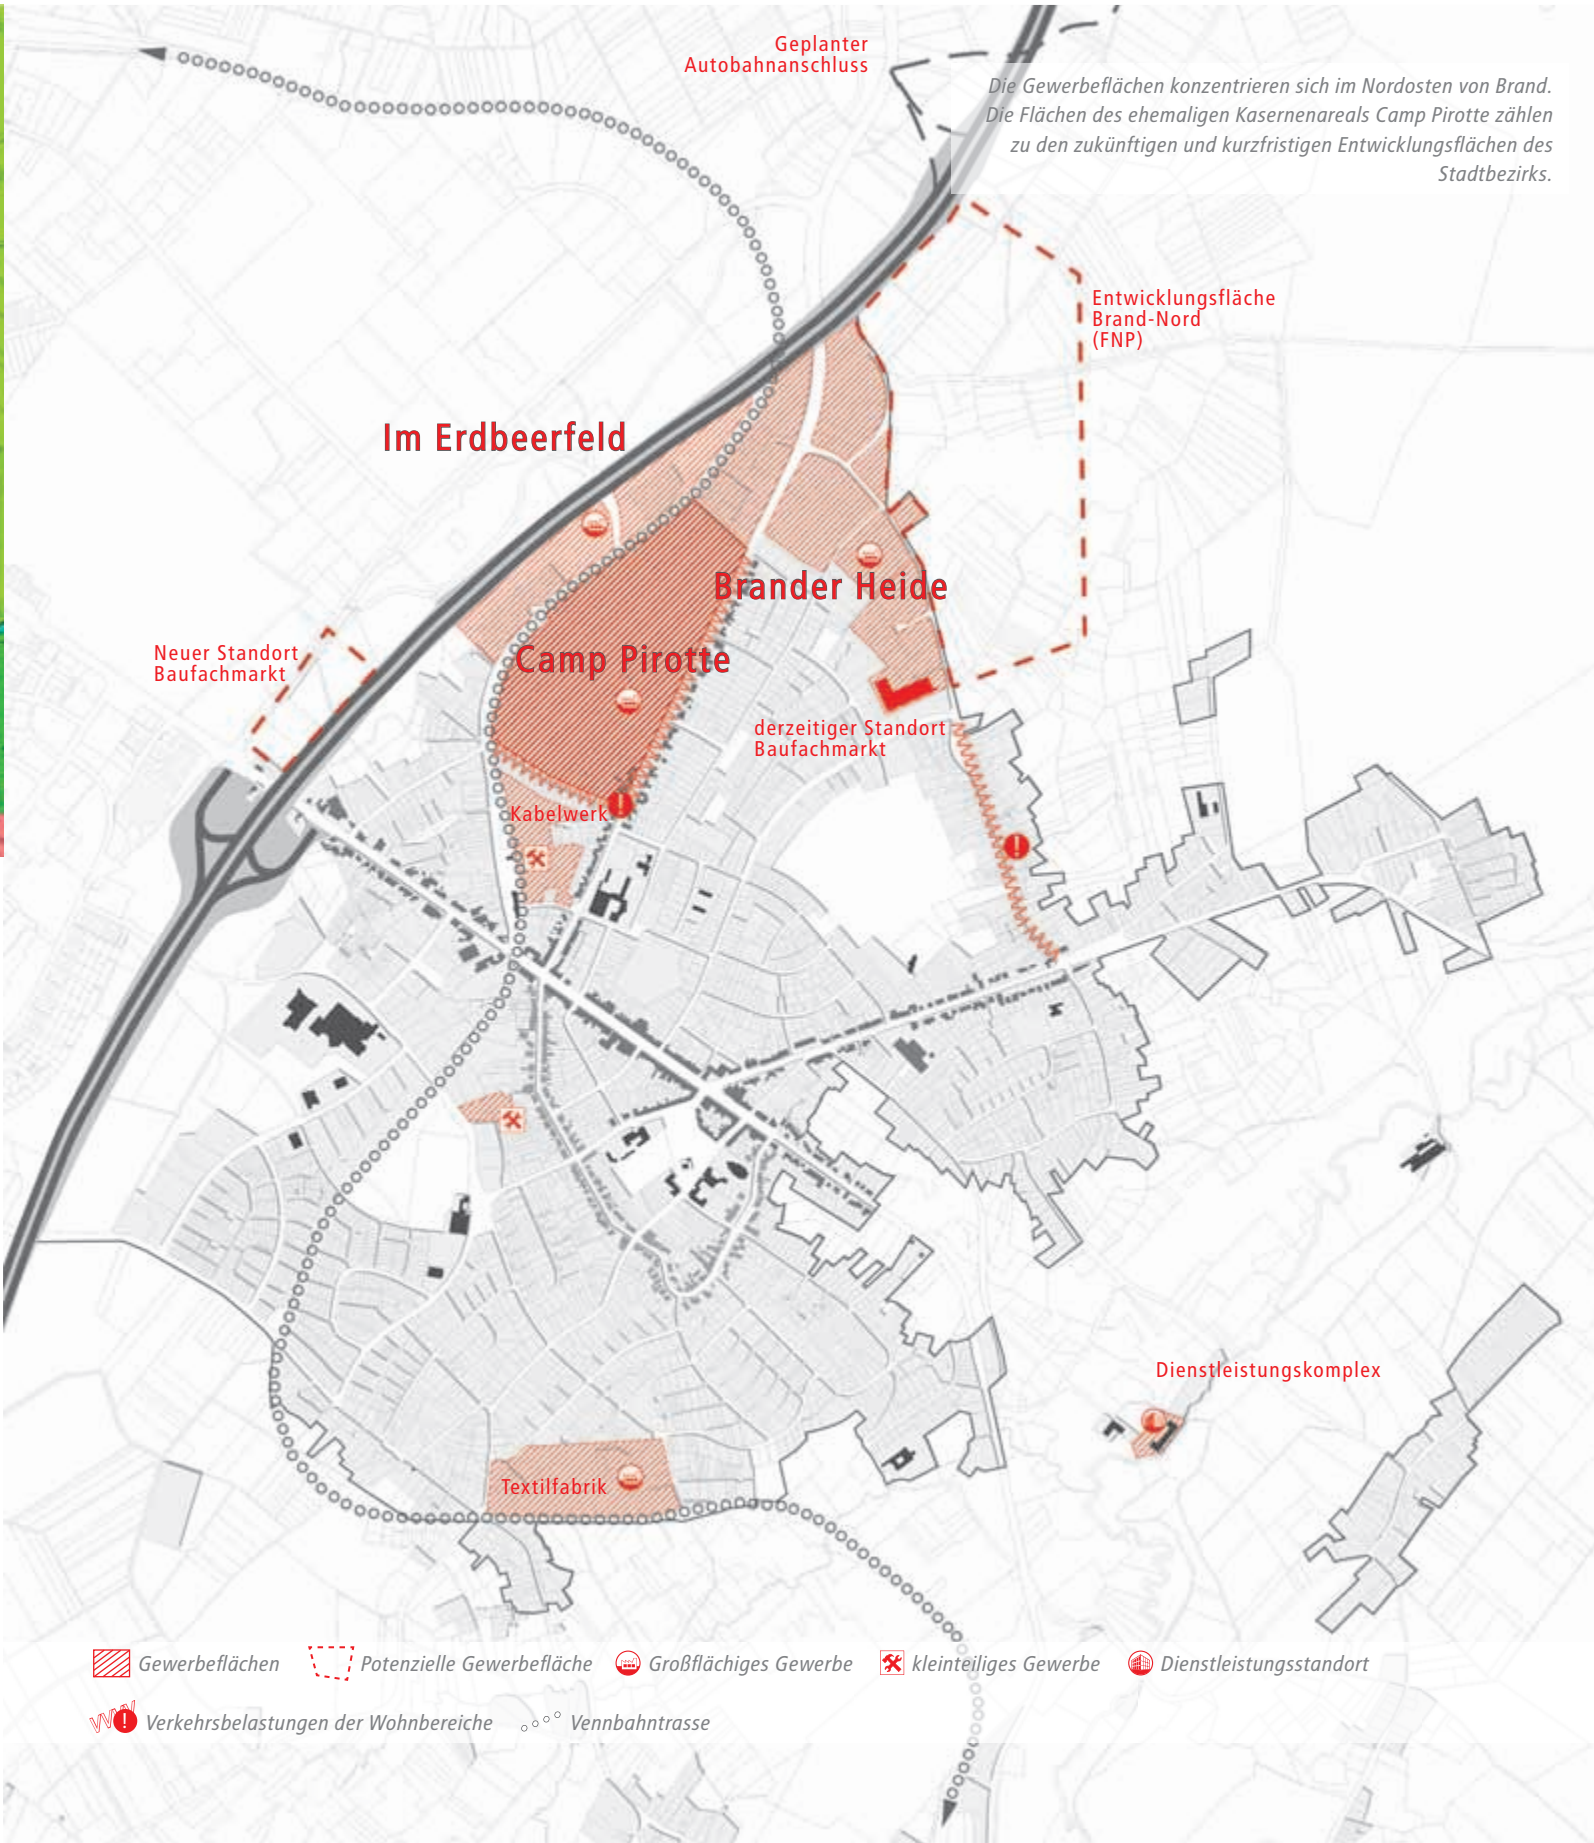 Geplanter
Autobahnanschluss
Die Gewerbeflächen konzentrieren sich im Nordosten von Brand.
Die Flächen des ehemaligen Kasernenareals Camp Pirotte zählen
zu den zukünftigen und kurzfristigen Entwicklungsflächen des
Stadtbezirks.
Entwicklungsfläche
Brand-Nord
(FNP)
Im Erdbeerfeld
Brander Heide
Neuer Standort
Baufachmarkt
Camp Pirotte
derzeitiger Standort
Baufachmarkt
Kabelwerk
Dienstleistungskomplex
Textilfabrik
Gewerbeflächen
Potenzielle Gewerbefläche
Großflächiges Gewerbe
kleinteiliges Gewerbe
Dienstleistungsstandort
Verkehrsbelastungen der Wohnbereiche
Vennbahntrasse